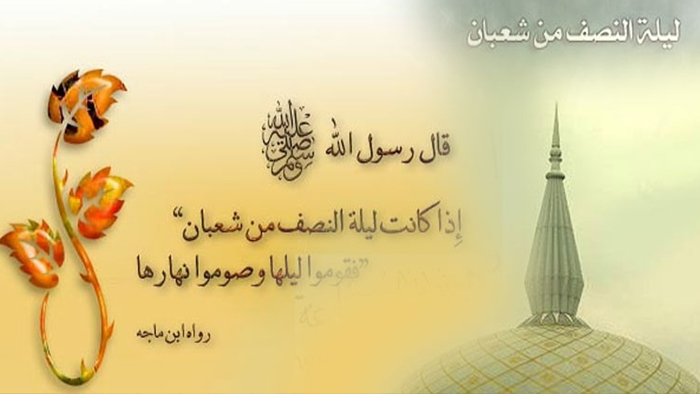 ليلة النصف من شعبان
قال رسول الله صلى الله عليه وسلم
إذا كانت ليلة النصف من شعبان“
”فقوموا ليلها وصوموا نهارها
رواه ابن ماجه